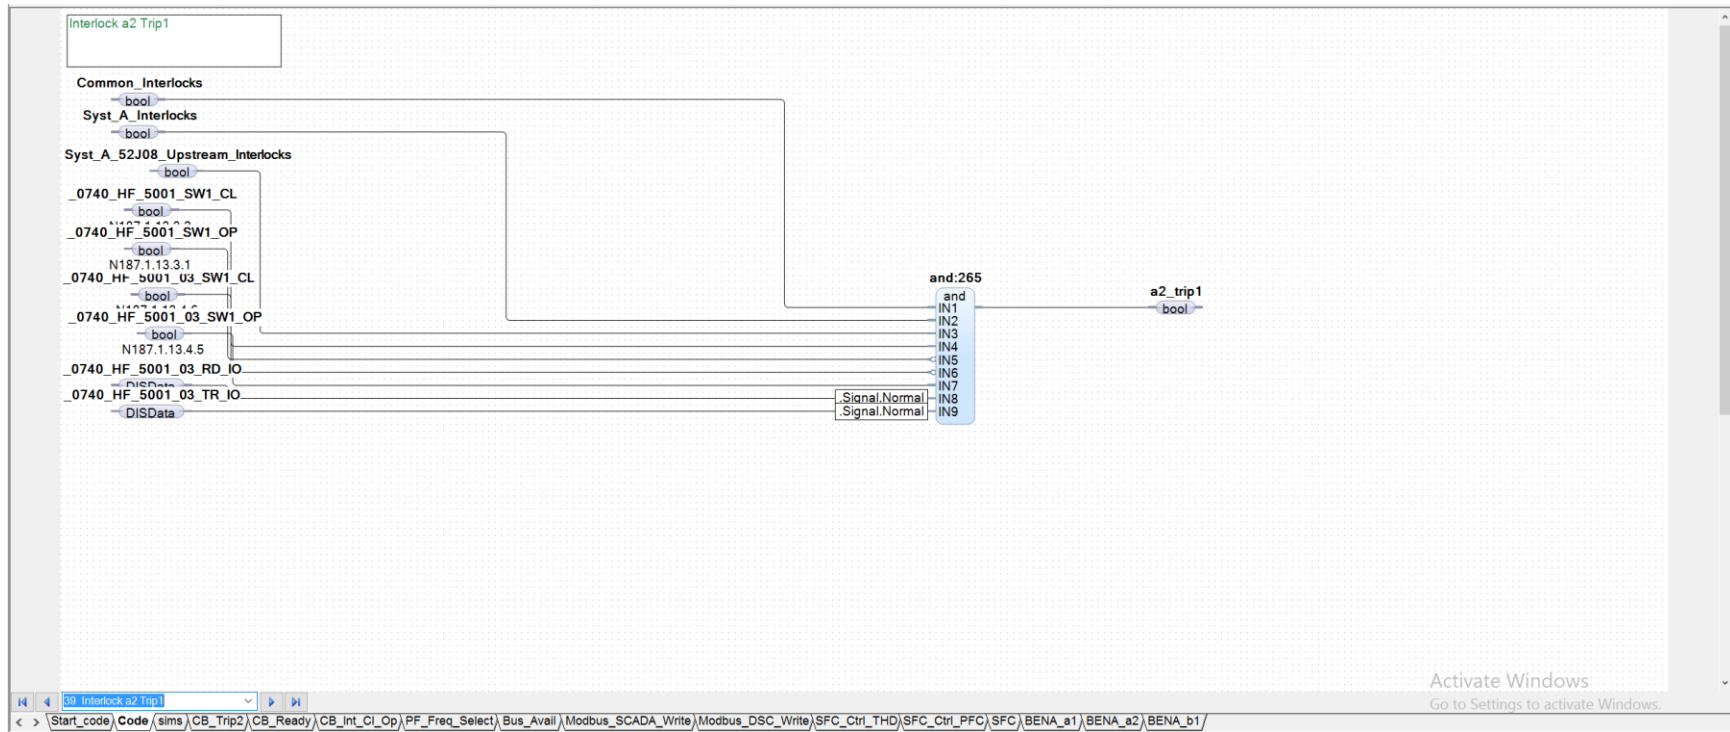 Interlock a2 Trip1
Common_Interlocks
bool
Syst_A_Interlocks
bool
Syst_A_52J08_Upstream_Interlocks
bool
_0740_HF_5001_SW1_CL
bool
_0740_HF_5001_SW1_OP
bool
N187.1.13.3.1
_0740_HF_5001_03_SW1_CL
bool
_0740_HF_5001_03_SW1_OP
bool
N187.1.13.4.5
_0740_HF_5001_03_RD_IO
DISData
_0740_HF_5001_03_TR_IO
DISData
and:265
and
IN1
IN2
IN3
IN4
IN5
IN6
IN7
.Signal.Normal IN8
.Signal.Normal IN9
a2_trip1
bool
Activate Windows
Go to Settings to activate Windows.
39 Interlock a2 Trip1
Start_code Code sims CB_Trip2 CB_Ready CB_Int_Cl_Op PF_Freq_Select Bus_Avail Modbus_SCADA_Write Modbus_DSC_Write SFC_Ctrl_THD SFC_Ctrl_PFC SFC BENA_a1 BENA_a2 BENA_b1